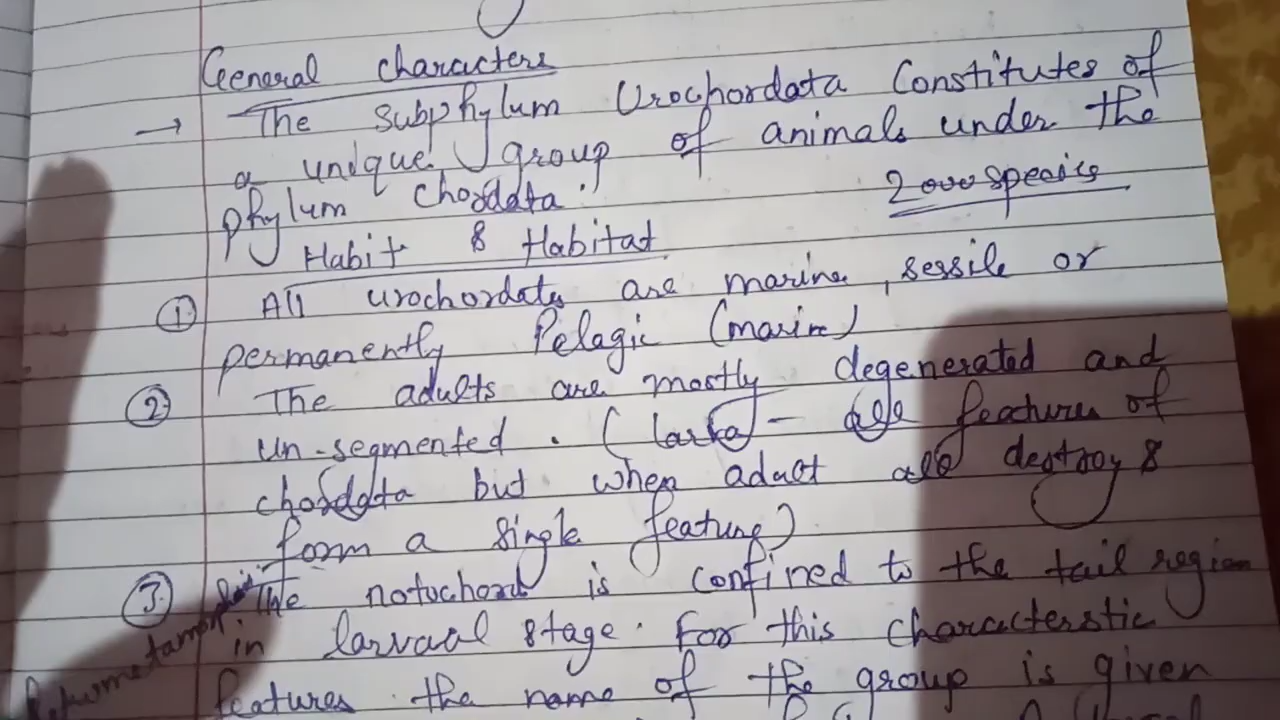 General characters
→ The subphylum Urochordata Constitutes of
a unique group of animals under the
phylum Chordata.
2000 species
Habit & Habitat
① All urochordates are marine, sessile or
permanently Pelagic (marine)
② The adults are mostly degenerated and
un-segmented. (larva - all features of
chordata but when adult all destroy &
form a single feature)
③ The notochord is confined to the tail region
in larvaal stage. For this characterstic
features the name of the group is given